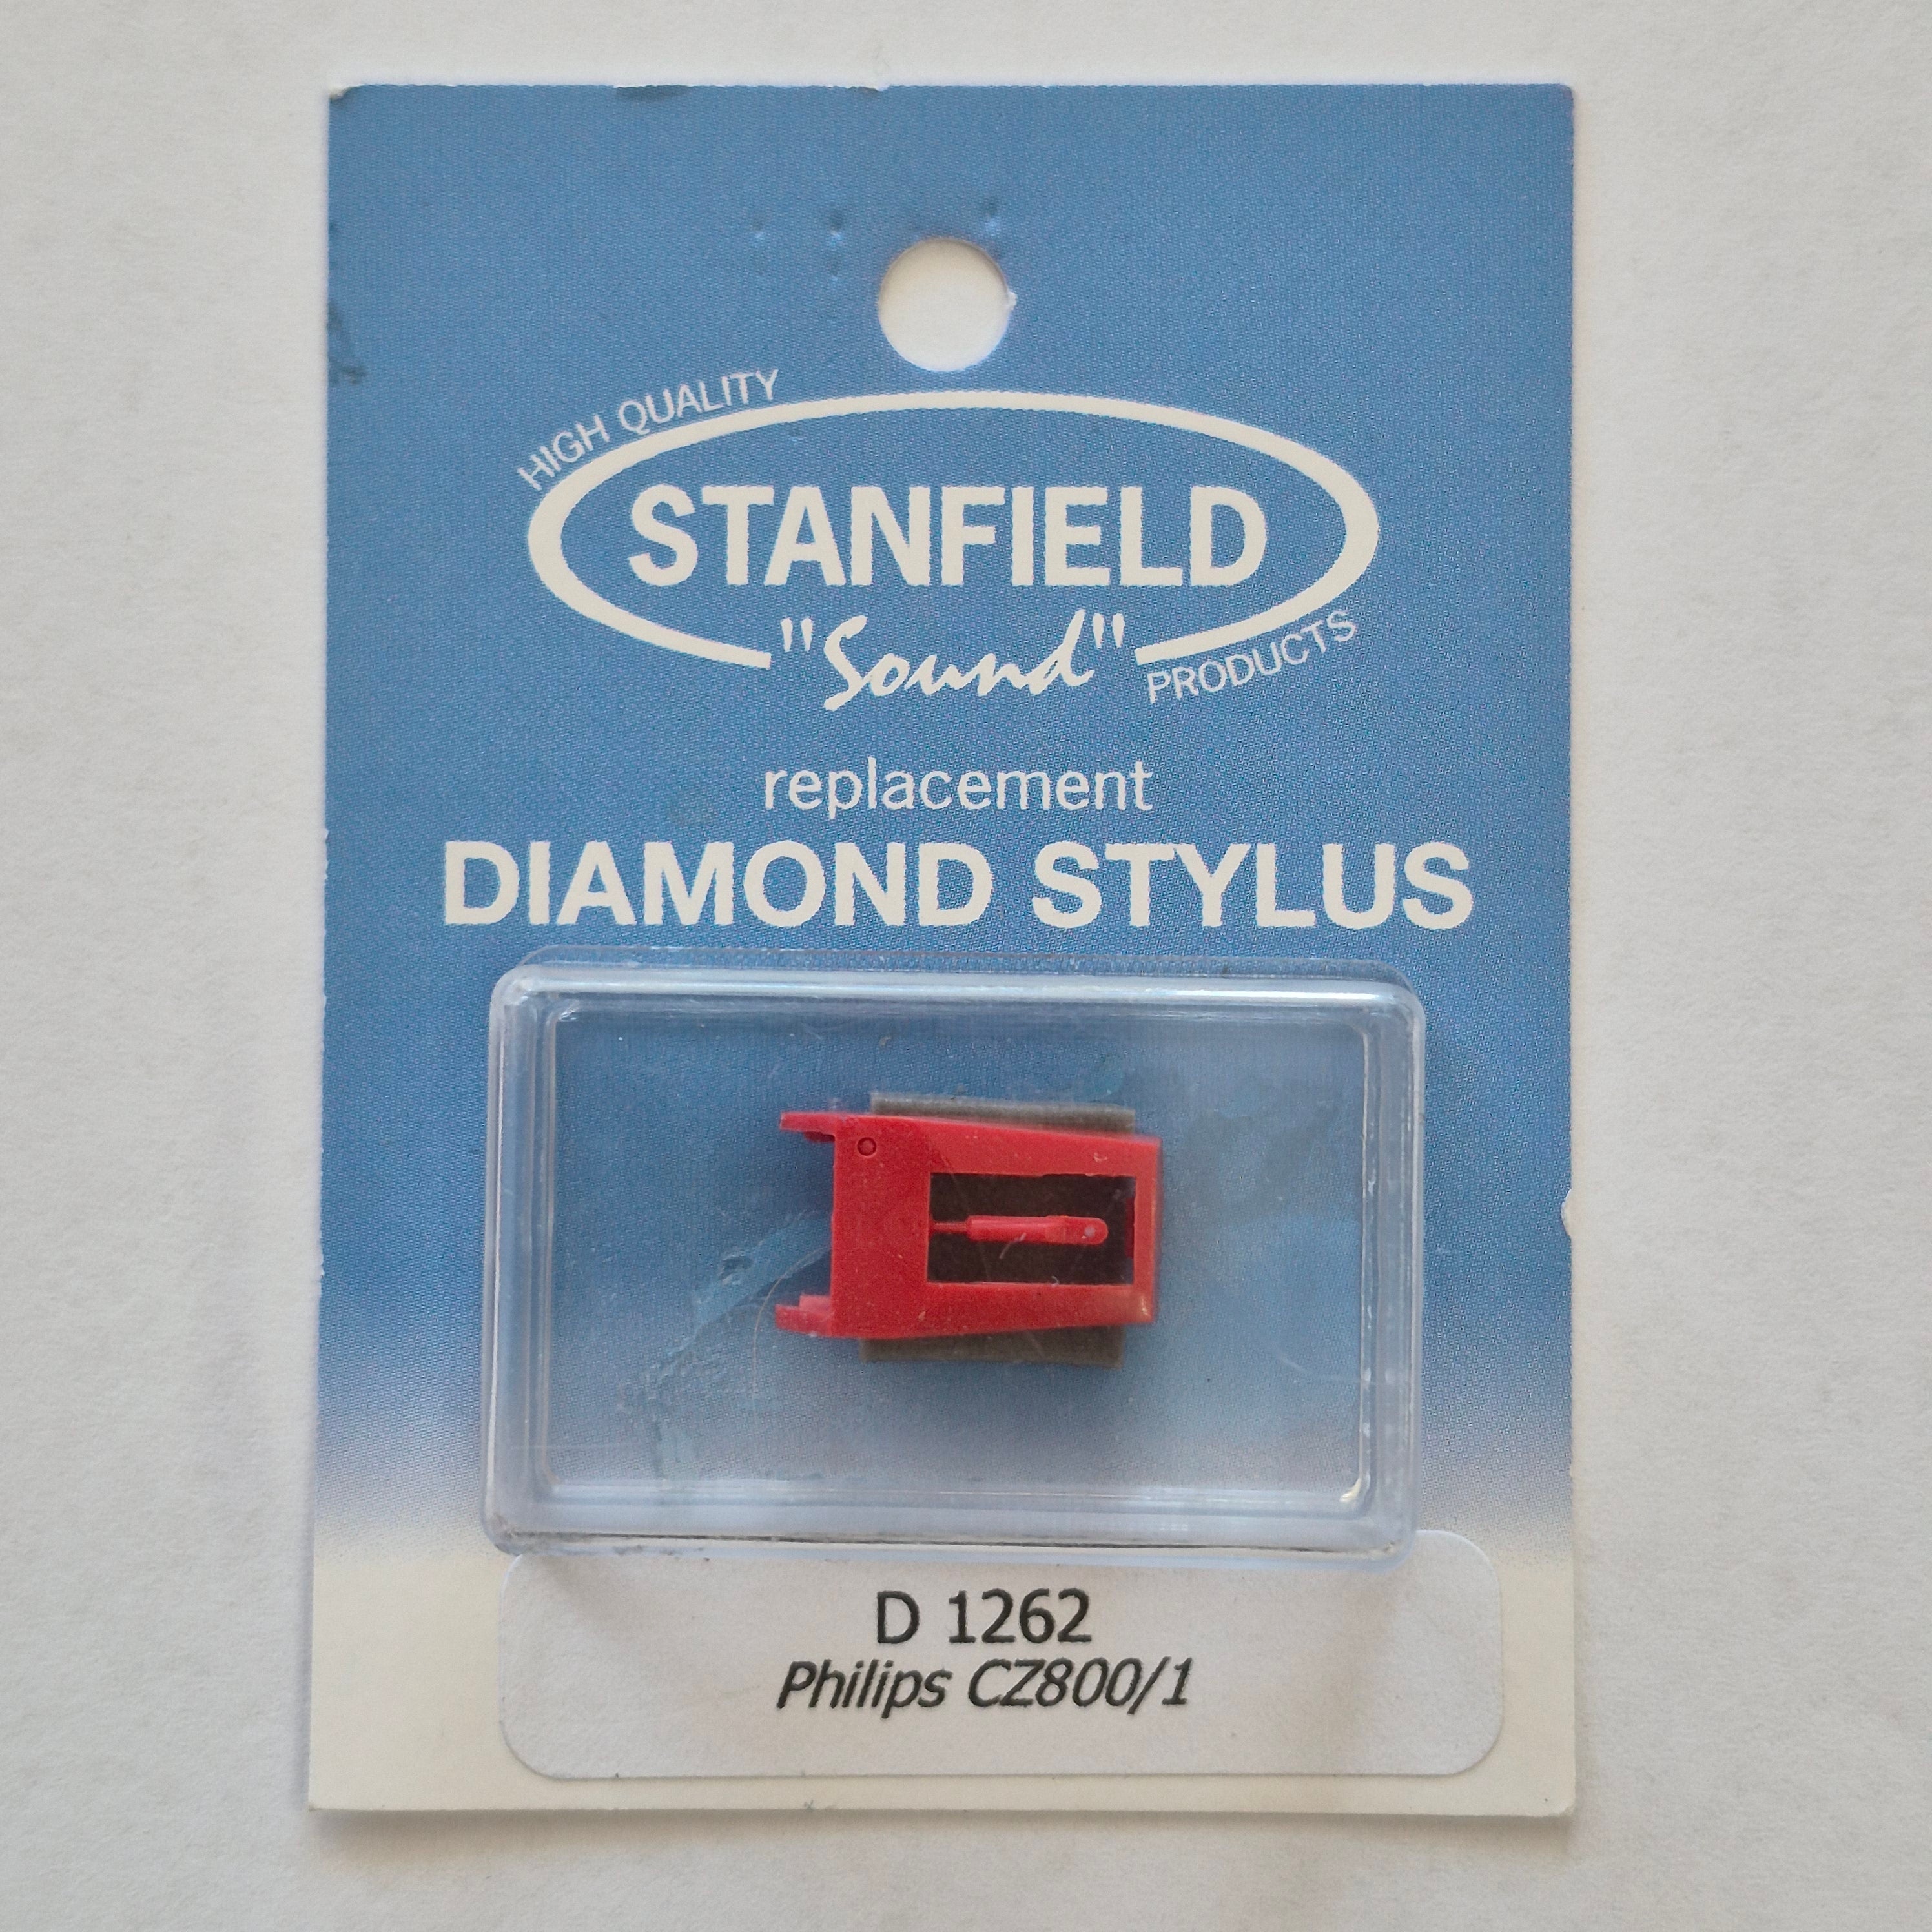 HIGH QUALITY
STANFIELD
"Sound"
PRODUCTS
replacement
DIAMOND STYLUS
D 1262
Philips CZ800/1